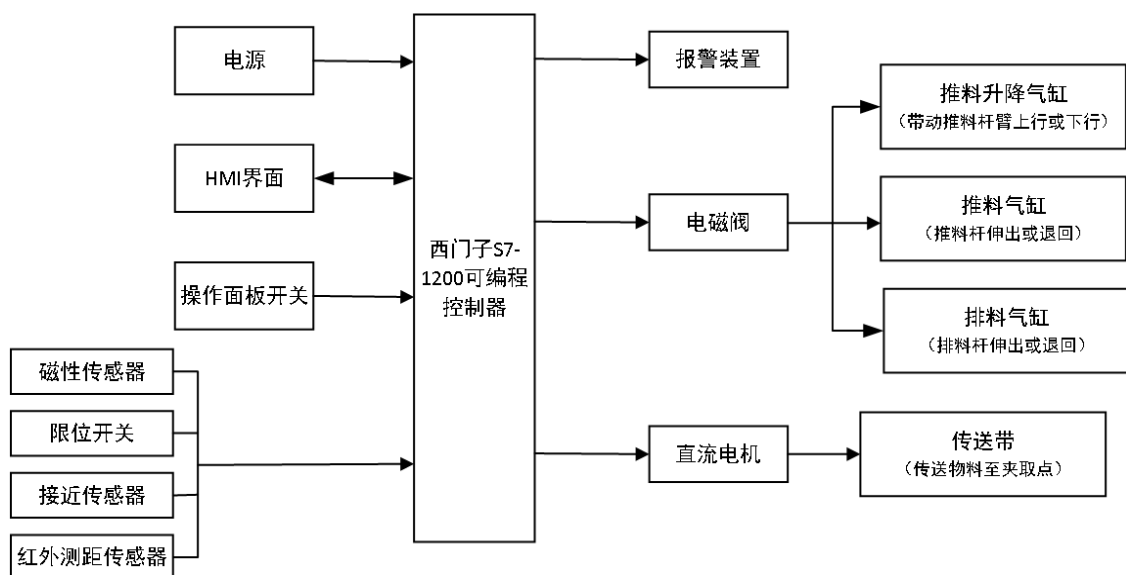 电源
HMI界面
操作面板开关
磁性传感器
限位开关
接近传感器
红外测距传感器
西门子S7-
1200可编程
控制器
报警装置
电磁阀
直流电机
推料升降气缸
（带动推料杆臂上行或下行）
推料气缸
（推料杆伸出或退回）
排料气缸
（排料杆伸出或退回）
传送带
（传送物料至夹取点）